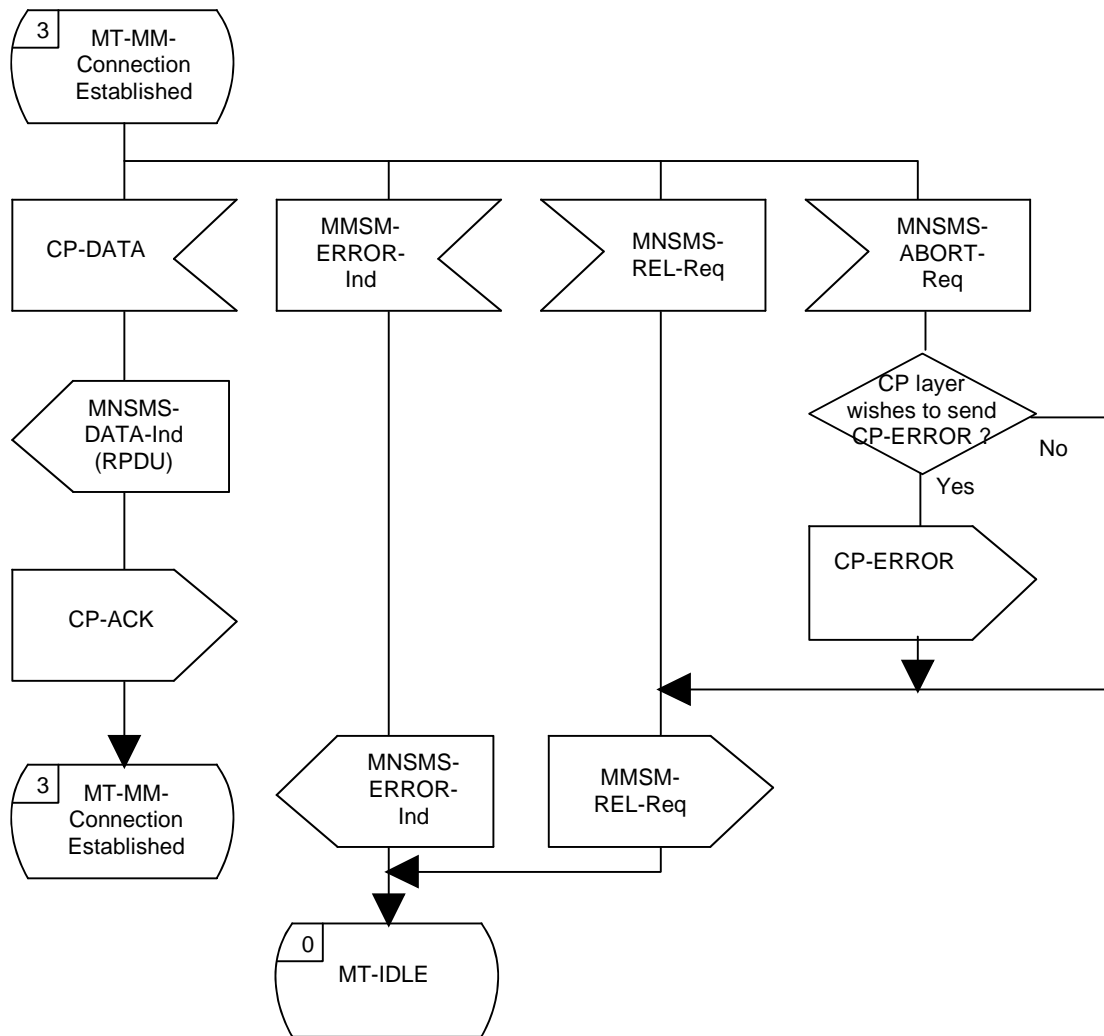 3
MT-MM-
Connection
Established
CP-DATA
MMSM-
ERROR-
Ind
MNSMS-
REL-Req
MNSMS-
ABORT-
Req
CP layer
wishes to send
CP-ERROR ?
No
Yes
MNSMS-
DATA-Ind
(RPDU)
CP-ERROR
CP-ACK
3
MT-MM-
Connection
Established
MNSMS-
ERROR-
Ind
MMSM-
REL-Req
0
MT-IDLE